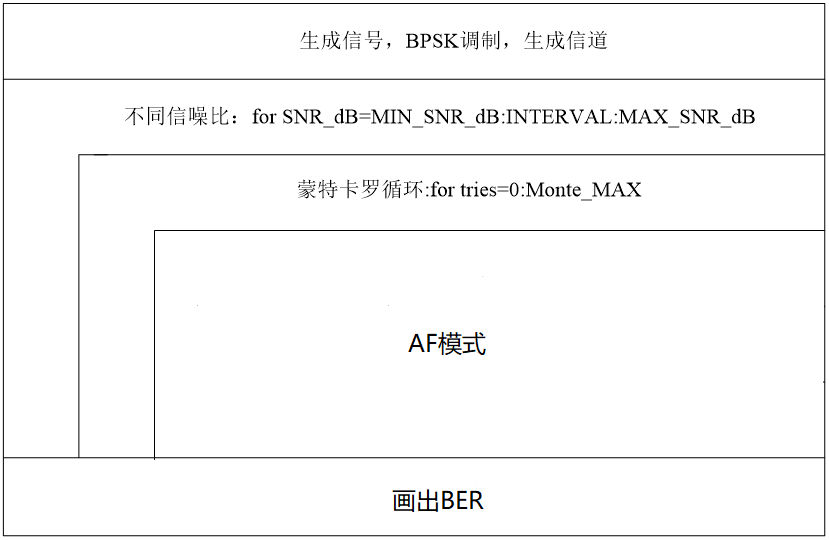 生成信号，BPSK调制，生成信道
不同信噪比：for SNR_dB=MIN_SNR_dB:INTERVAL:MAX_SNR_dB
蒙特卡罗循环:for tries=0:Monte_MAX
AF模式
画出BER